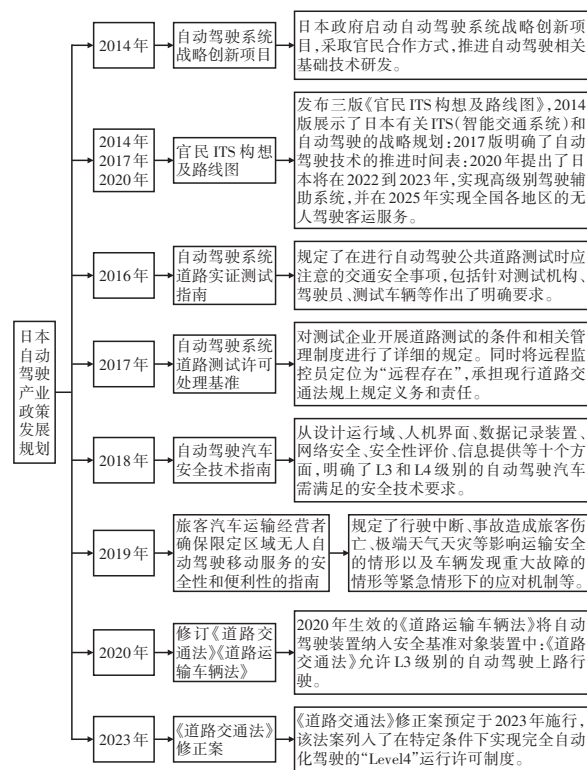 日本
自动
驾驶
产业
政策
发展
规划
2014年
自动驾驶系统
战略创新项目
日本政府启动自动驾驶系统战略创新项
目,采取官民合作方式,推进自动驾驶相关
基础技术研发。
2014年
2017年
2020年
官民ITS构想
及路线图
发布三版《官民ITS构想及路线图》,2014
版展示了日本有关ITS(智能交通系统)和
自动驾驶的战略规划:2017版明确了自动
驾驶技术的推进时间表:2020年提出了日
本将在2022到2023年,实现高级别驾驶辅
助系统,并在2025年实现全国各地区的无
人驾驶客运服务。
2016年
自动驾驶系统
道路实证测试
指南
规定了在进行自动驾驶公共道路测试时应
注意的交通安全事项,包括针对测试机构、
驾驶员、测试车辆等作出了明确要求。
2017年
自动驾驶系统
道路测试许可
处理基准
对测试企业开展道路测试的条件和相关管
理制度进行了详细的规定。同时将远程监
控员定位为“远程存在”,承担现行道路交
通法规上规定义务和责任。
2018年
自动驾驶汽车
安全技术指南
从设计运行域、人机界面、数据记录装置、
网络安全、安全性评价、信息提供等十个方
面,明确了L3和L4级别的自动驾驶汽车
需满足的安全技术要求。
2019年
旅客汽车运输经营者
确保限定区域无人自
动驾驶移动服务的安
全性和便利性的指南
规定了行驶中断、事故造成旅客伤
亡、极端天气天灾等影响运输安全
的情形以及车辆发现重大故障的
情形等紧急情形下的应对机制等。
2020年
修订《道路交
通法》《道路运
输车辆法》
2020年生效的《道路运输车辆法》将自动
驾驶装置纳入安全基准对象装置中:《道路
交通法》允许L3级别的自动驾驶上路行
驶。
2023年
《道路交通法》
修正案
《道路交通法》修正案预定于2023年施行,
该法案列入了在特定条件下实现完全自动
化驾驶的“Level4”运行许可制度。